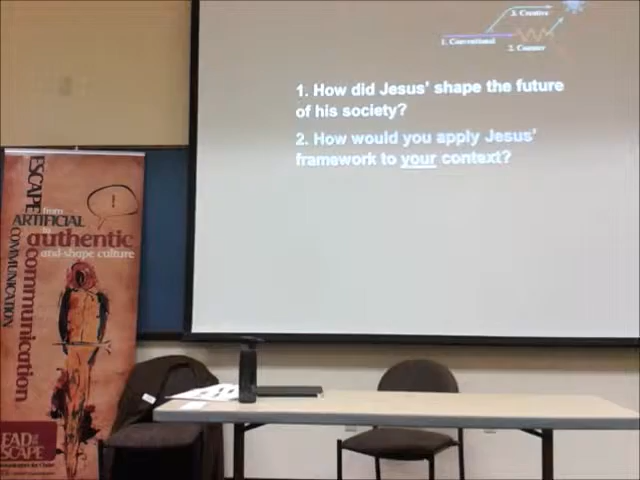 3. Creative
1. Conventional
2. Counter
1. How did Jesus' shape the future
of his society?
2. How would you apply Jesus'
framework to your context?
ESCAPE
from
ARTIFICIAL
COMMUNICATION
to
authentic
communication
and shape culture
!